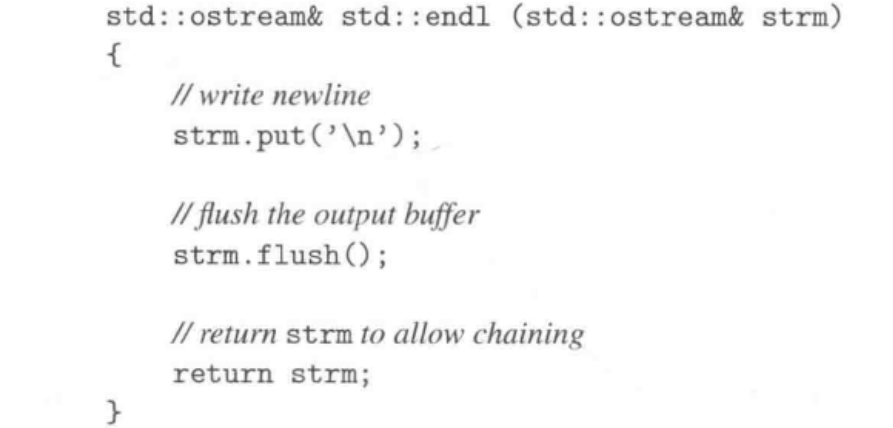 std::ostream& std::endl (std::ostream& strm)
{
// write newline
strm.put('\n');
// flush the output buffer
strm.flush();
// return strm to allow chaining
return strm;
}